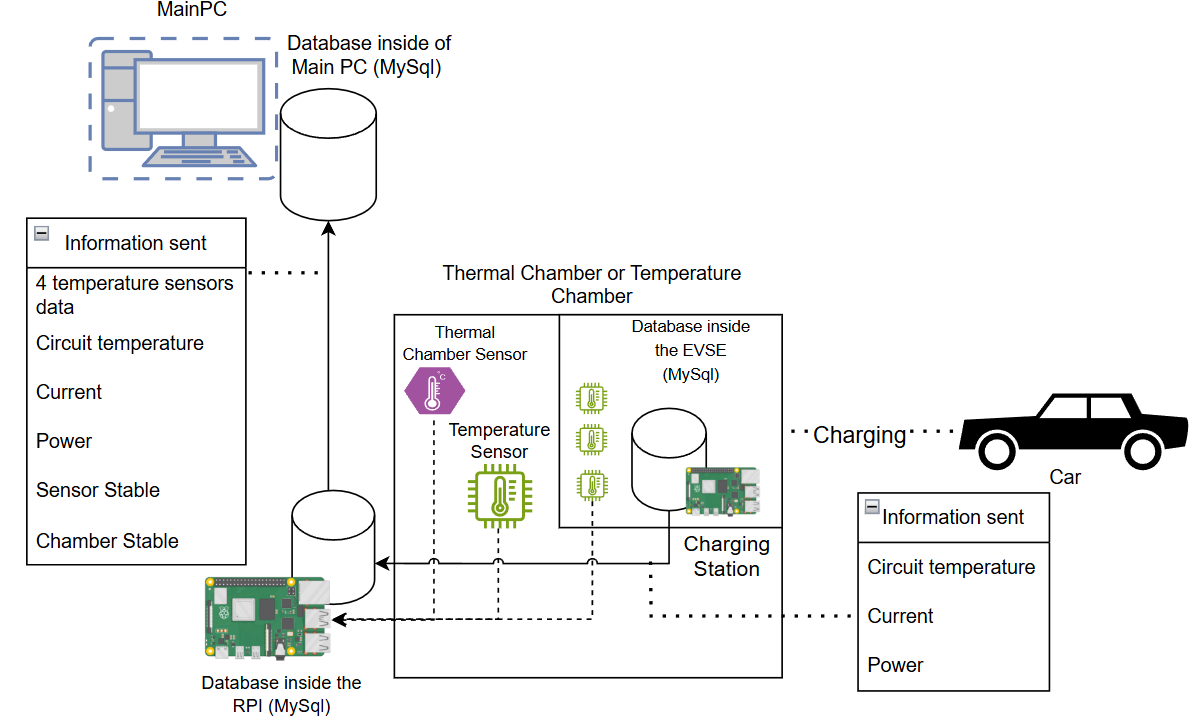 MainPC
Database inside of
Main PC (MySql)
Information sent
4 temperature sensors
data
Circuit temperature
Current
Power
Sensor Stable
Chamber Stable
Thermal Chamber or Temperature
Chamber
Thermal
Chamber Sensor
°C
Temperature
Sensor
Database inside
the EVSE
(MySql)
Charging
Station
Charging
Car
Information sent
Circuit temperature
Current
Power
Database inside the
RPI (MySql)